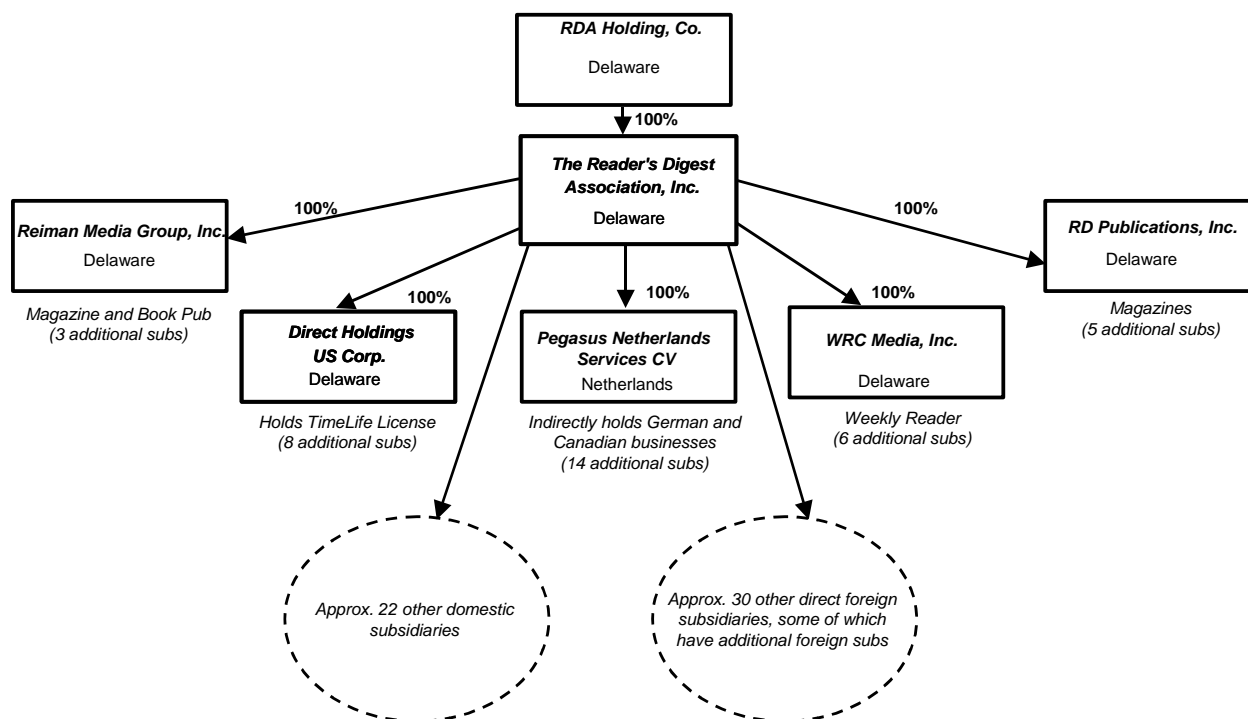 RDA Holding, Co.
Delaware
100%
The Reader's Digest
Association, Inc.
Delaware
100%
Reiman Media Group, Inc.
Delaware
Magazine and Book Pub
(3 additional subs)
100%
RD Publications, Inc.
Delaware
Magazines
(5 additional subs)
100%
Direct Holdings
US Corp.
Delaware
Holds TimeLife License
(8 additional subs)
100%
Pegasus Netherlands
Services CV
Netherlands
Indirectly holds German and
Canadian businesses
(14 additional subs)
100%
WRC Media, Inc.
Delaware
Weekly Reader
(6 additional subs)
Approx. 22 other domestic
subsidiaries
Approx. 30 other direct foreign
subsidiaries, some of which
have additional foreign subs